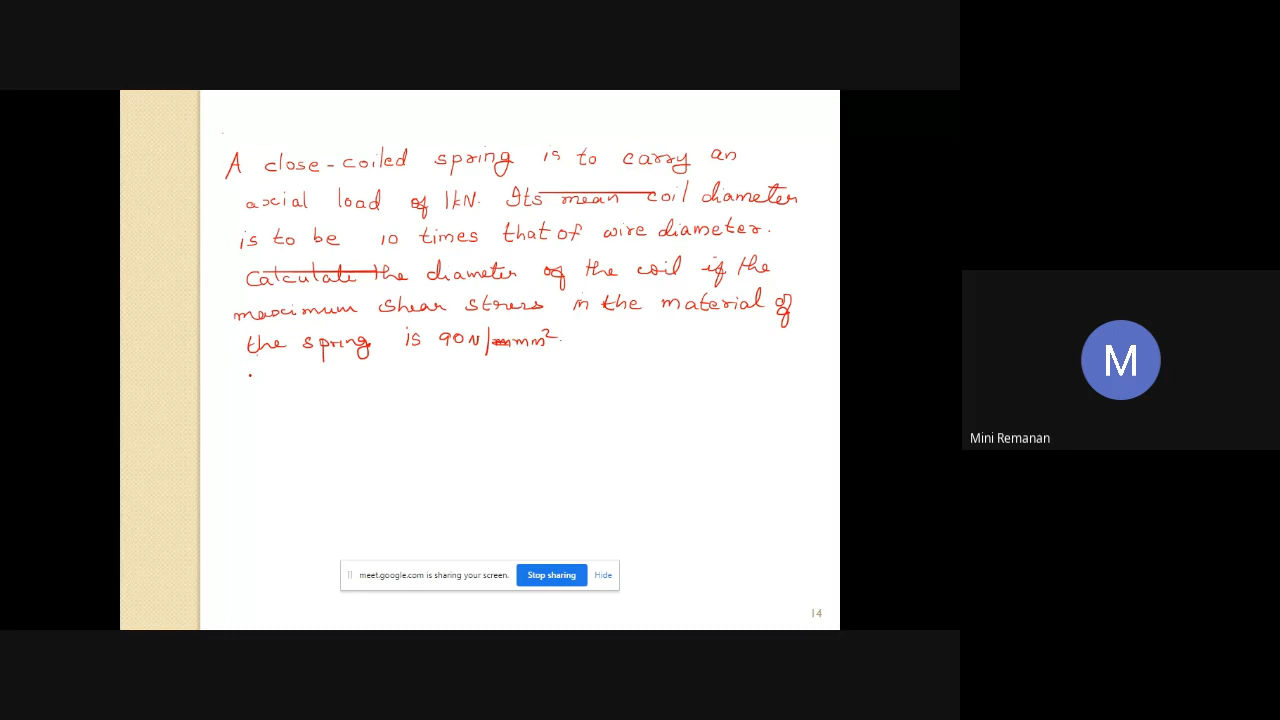 A close-coiled spring is to carry an
axial load of 1kN. Its mean coil diameter
is to be 10 times that of wire diameter.
Calculate the diameter of the coil if the
maximum shear stress in the material of
the spring is 90N/mm²
M
Mini Remanan
meet.google.com is sharing your screen. Stop sharing Hide
14